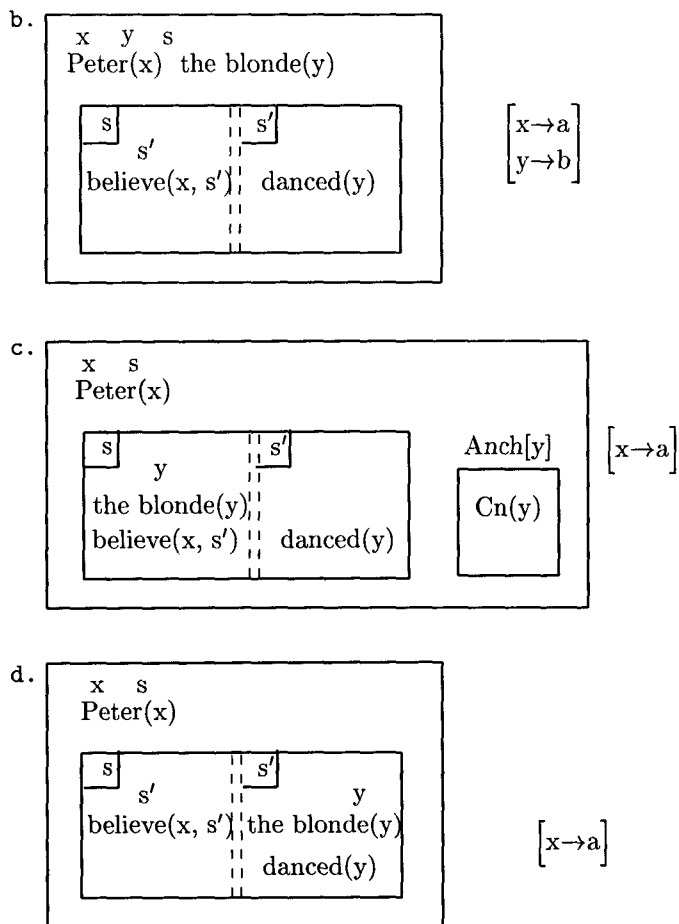 b.
x y s
Peter(x) the blonde(y)
s s′
s′
believe(x, s′) danced(y)
[x→a]
[y→b]
c.
x s
Peter(x)
Anch[y]
s s′
[x→a]
y
the blonde(y)
Cn(y)
believe(x, s′) danced(y)
d.
x s
Peter(x)
s s′
s′ y
believe(x, s′) the blonde(y)
danced(y)
[x→a]